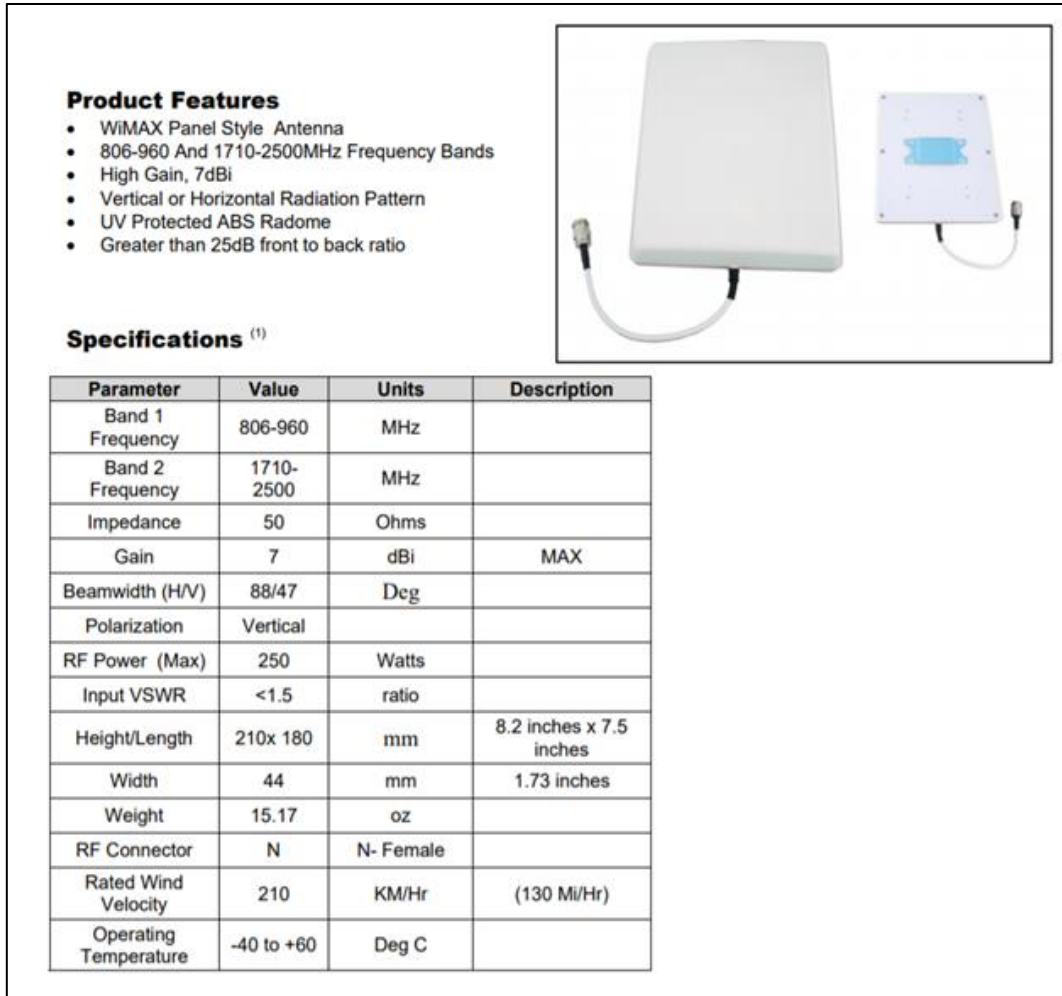 Product Features
• WiMAX Panel Style Antenna
• 806-960 And 1710-2500MHz Frequency Bands
• High Gain, 7dBi
• Vertical or Horizontal Radiation Pattern
• UV Protected ABS Radome
• Greater than 25dB front to back ratio
Specifications (1)
Parameter Value Units Description
Band 1 Frequency 806-960 MHz
Band 2 Frequency 1710-2500 MHz
Impedance 50 Ohms
Gain 7 dBi MAX
Beamwidth (H/V) 88/47 Deg
Polarization Vertical
RF Power (Max) 250 Watts
Input VSWR <1.5 ratio
Height/Length 210x 180 mm 8.2 inches x 7.5 inches
Width 44 mm 1.73 inches
Weight 15.17 oz
RF Connector N N- Female
Rated Wind Velocity 210 KM/Hr (130 Mi/Hr)
Operating Temperature -40 to +60 Deg C